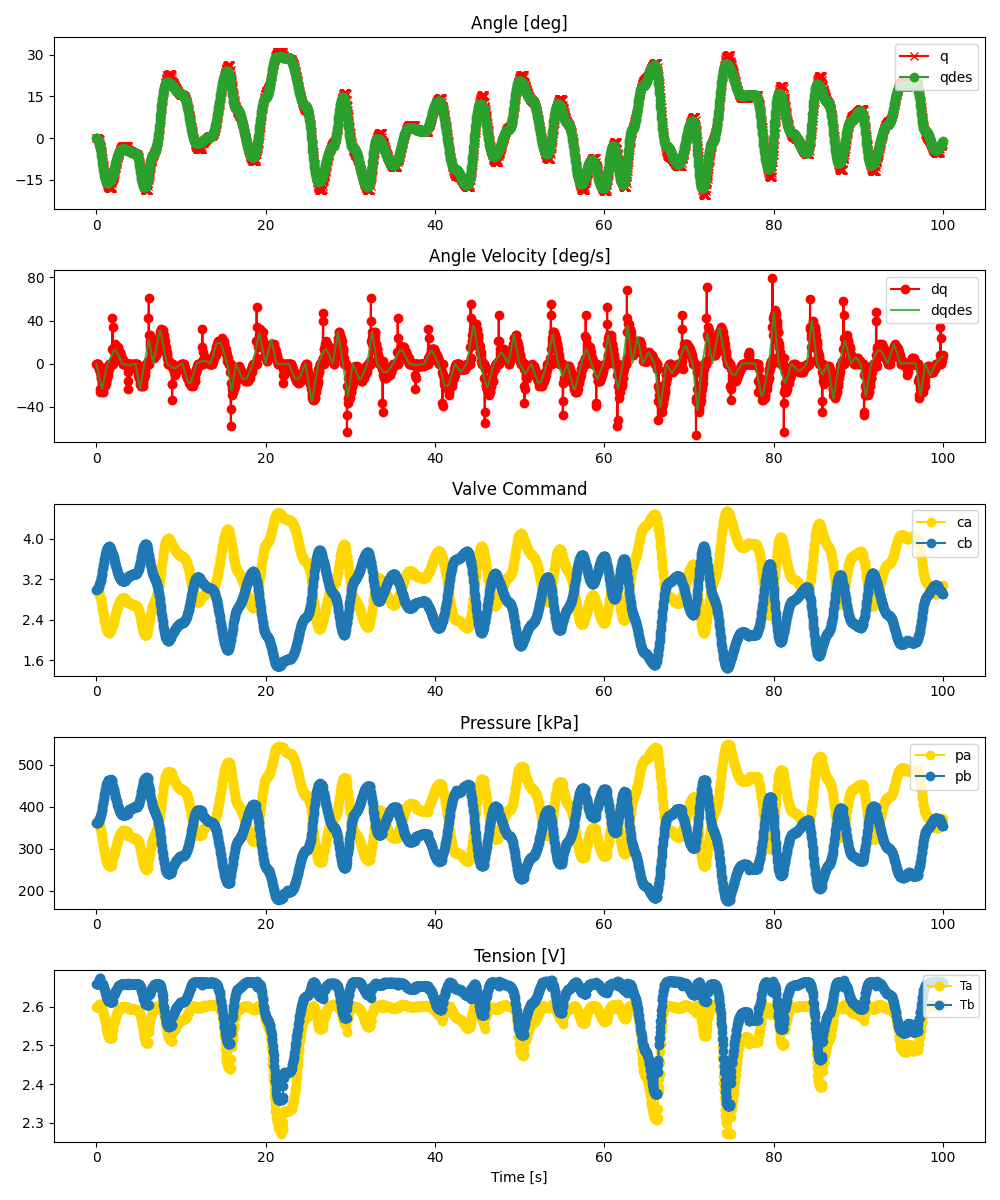 Angle [deg]
30
15
0
−15
q
qdes
0 20 40 60 80 100
Angle Velocity [deg/s]
80
40
0
−40
dq
dqdes
0 20 40 60 80 100
Valve Command
4.0
3.2
2.4
1.6
ca
cb
0 20 40 60 80 100
Pressure [kPa]
500
400
300
200
pa
pb
0 20 40 60 80 100
Tension [V]
2.6
2.5
2.4
2.3
Ta
Tb
0 20 40 60 80 100
Time [s]